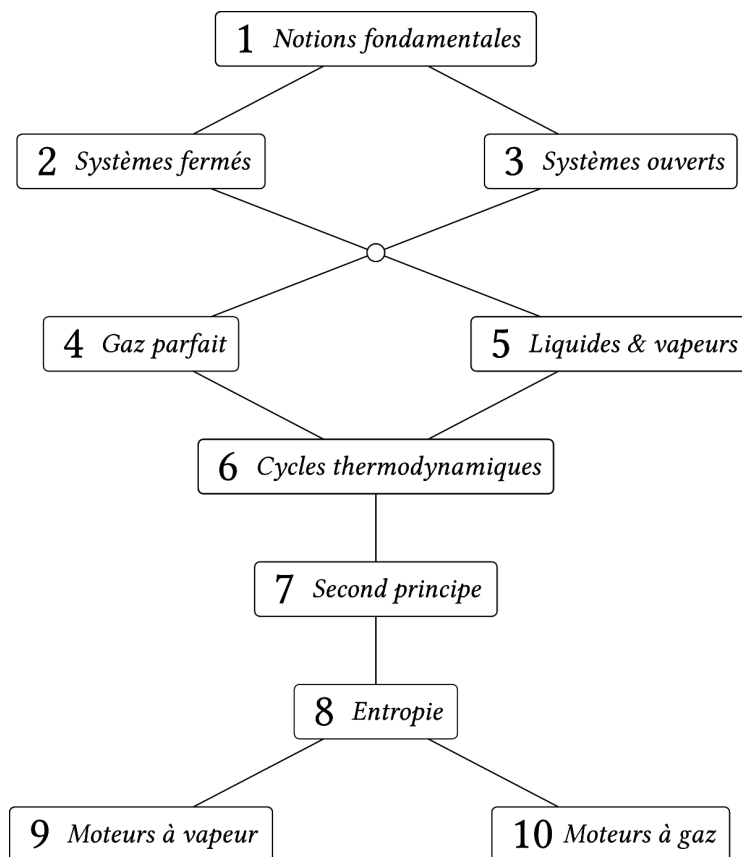 1 Notions fondamentales
2 Systèmes fermés
3 Systèmes ouverts
4 Gaz parfait
5 Liquides & vapeurs
6 Cycles thermodynamiques
7 Second principe
8 Entropie
9 Moteurs à vapeur
10 Moteurs à gaz